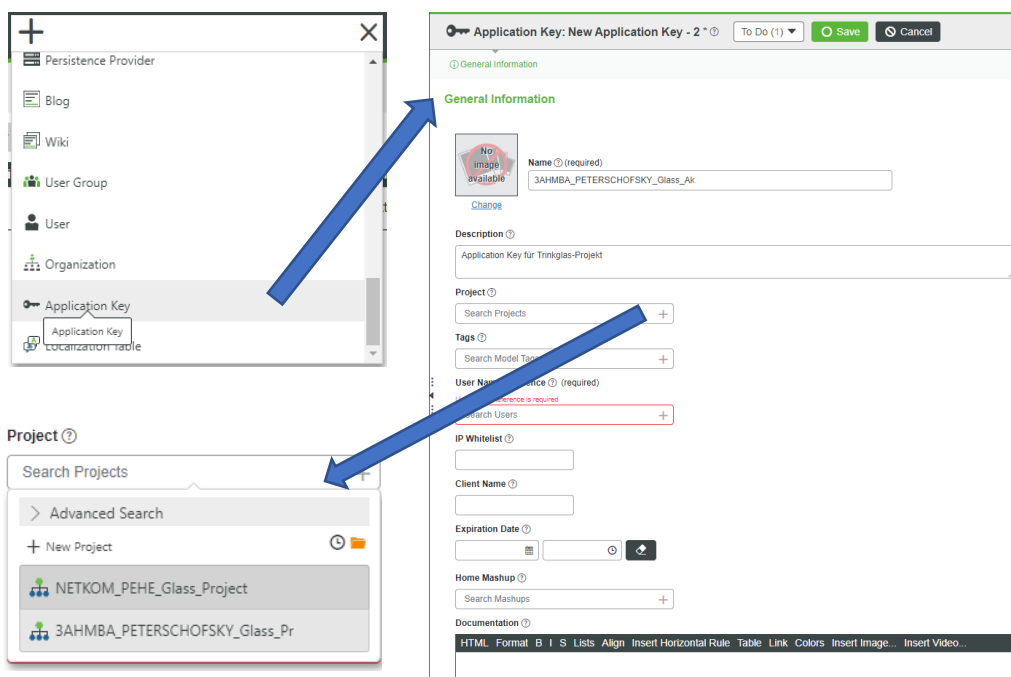 Persistence Provider
Blog
Wiki
User Group
User
Organization
Application Key
Application Key
Localization Table
Project
Search Projects
Advanced Search
New Project
NETKOM_PEHE_Glass_Project
3AHMBA_PETERSCHOFSKY_Glass_Pr
Application Key: New Application Key - 2 *
To Do (1)
Save
Cancel
General Information
General Information
No
image
available
Change
Name (required)
3AHMBA_PETERSCHOFSKY_Glass_Ak
Description
Application Key für Trinkglas-Projekt
Project
Search Projects
Tags
Search Model Tags
User Name (required)
is required
Search Users
IP Whitelist
Client Name
Expiration Date
Home Mashup
Search Mashups
Documentation
HTML Format B I S Lists Align Insert Horizontal Rule Table Link Colors Insert Image... Insert Video...